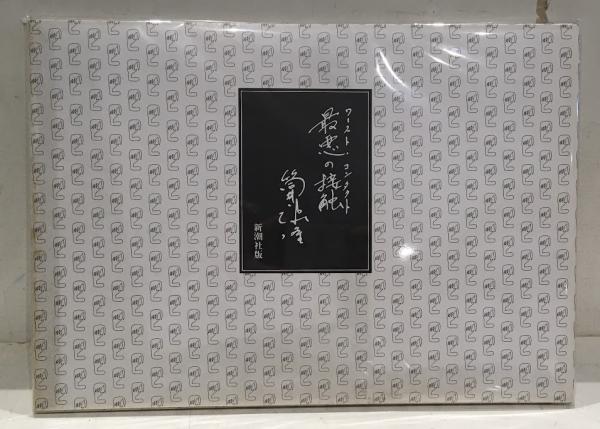 ワースト コンタクト
最悪の接触
筒井康隆
新潮社版